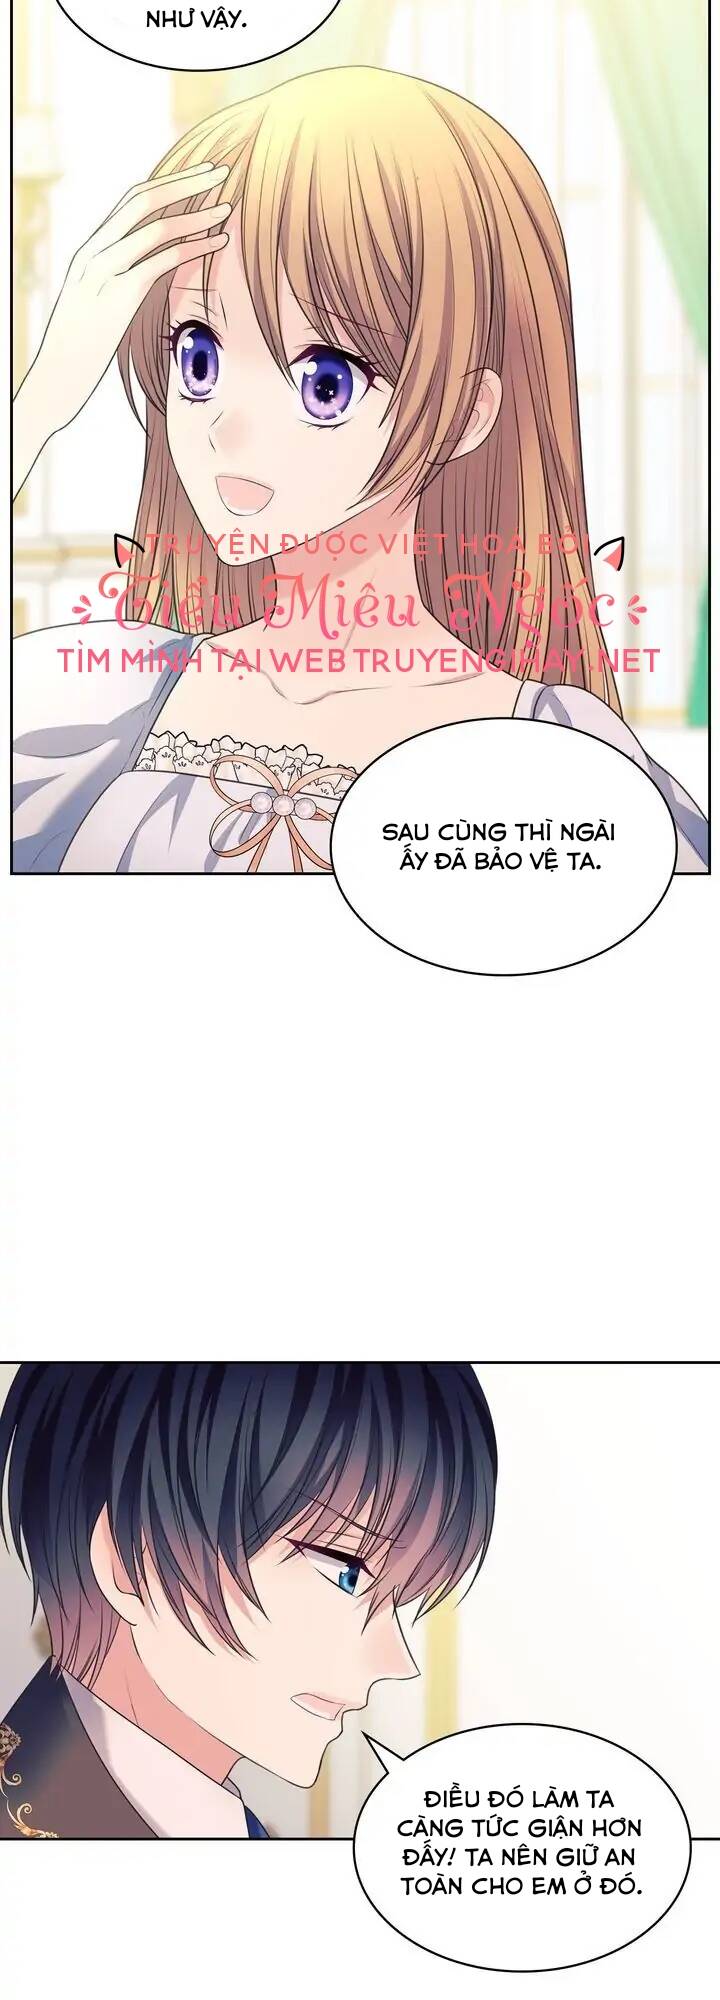 NHƯ VẬY.
TRUYỆN ĐƯỢC VIỆT HOÁ BỞI
Tiểu Miêu Ngốc
TÌM MÌNH TẠI WEB TRUYENGIHAY.NET
SAU CÙNG THÌ NGÀI
ẤY ĐÃ BẢO VỆ TA.
ĐIỀU ĐÓ LÀM TA
CÀNG TỨC GIẬN HƠN
ĐẤY! TA NÊN GIỮ AN
TOÀN CHO EM Ở ĐÓ.